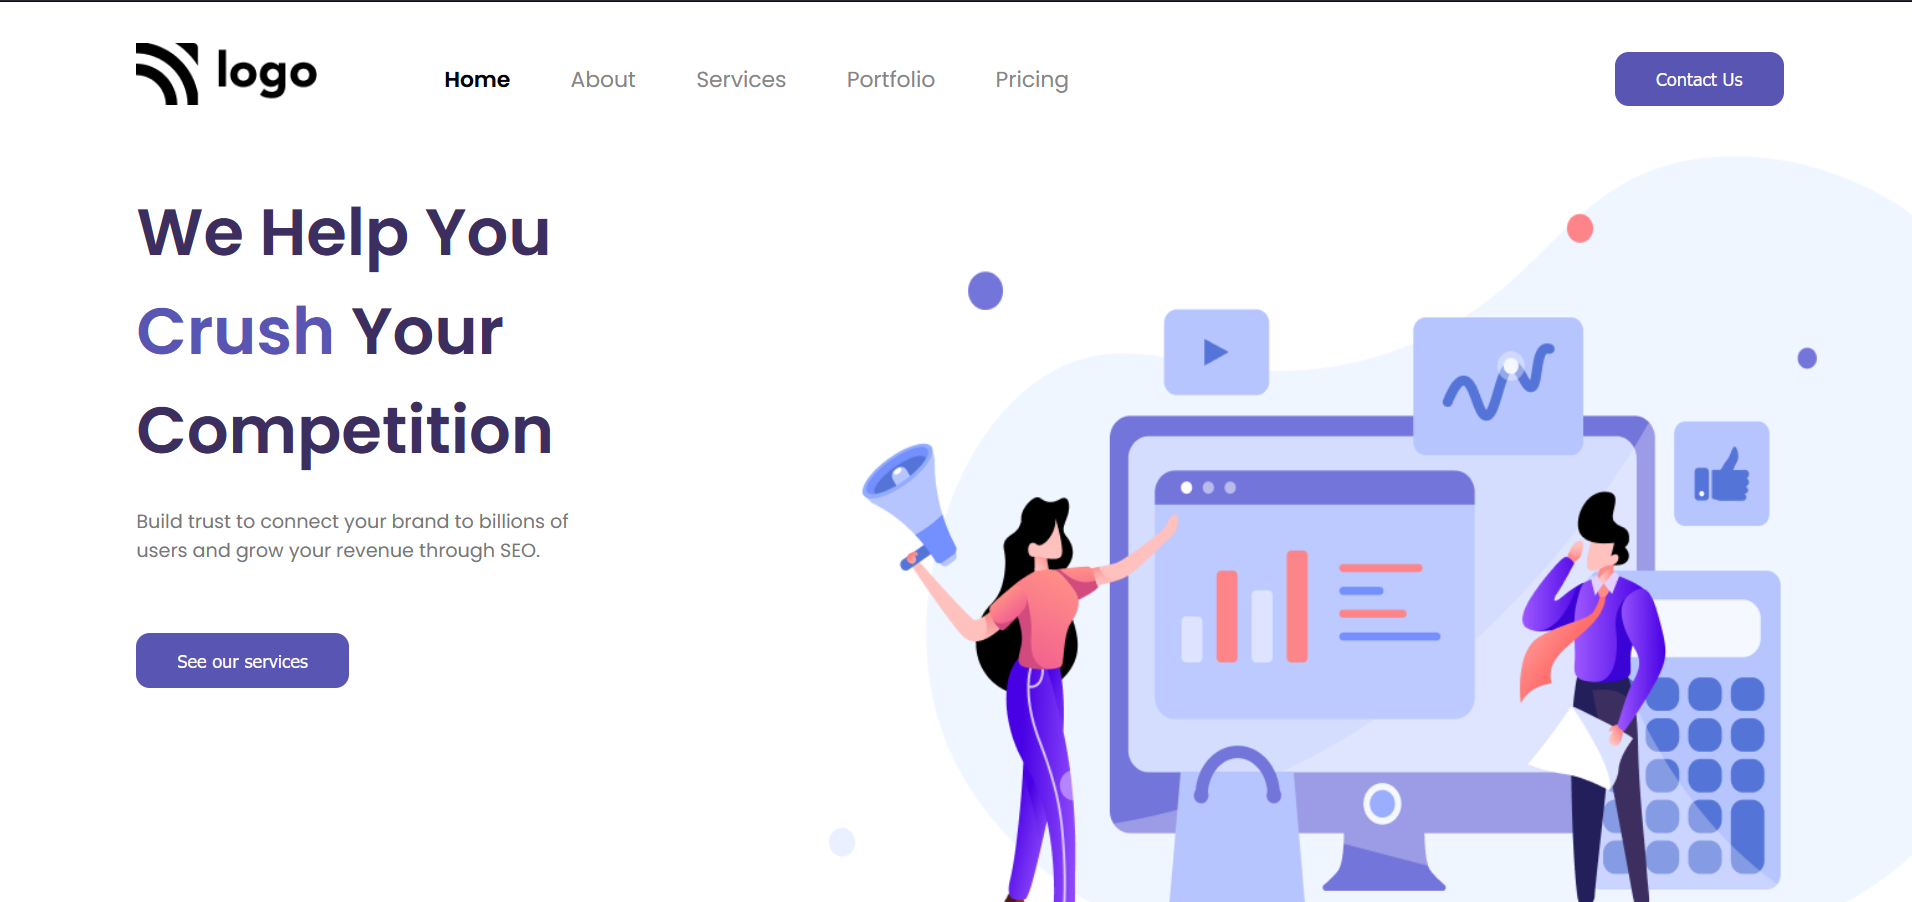 logo
Home About Services Portfolio Pricing
Contact Us
We Help You
Crush Your
Competition
Build trust to connect your brand to billions of
users and grow your revenue through SEO.
See our services